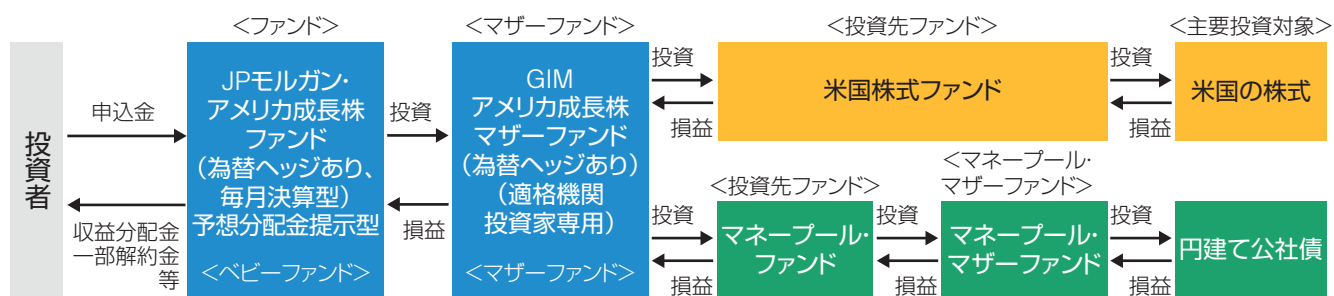 投資者
申込金
収益分配金
一部解約金
等
<ファンド>
JPモルガン・
アメリカ成長株
ファンド
(為替ヘッジあり、
毎月決算型)
予想分配金提示型
<ベビーファンド>
投資
損益
<マザーファンド>
GIM
アメリカ成長株
マザーファンド
(為替ヘッジあり)
(適格機関
投資家専用)
<マザーファンド>
投資
損益
<投資先ファンド>
米国株式ファンド
投資
損益
<主要投資対象>
米国の株式
投資
損益
<投資先ファンド>
マネープール・
ファンド
投資
損益
<マネープール・
マザーファンド>
マネープール・
マザーファンド
投資
損益
円建て公社債